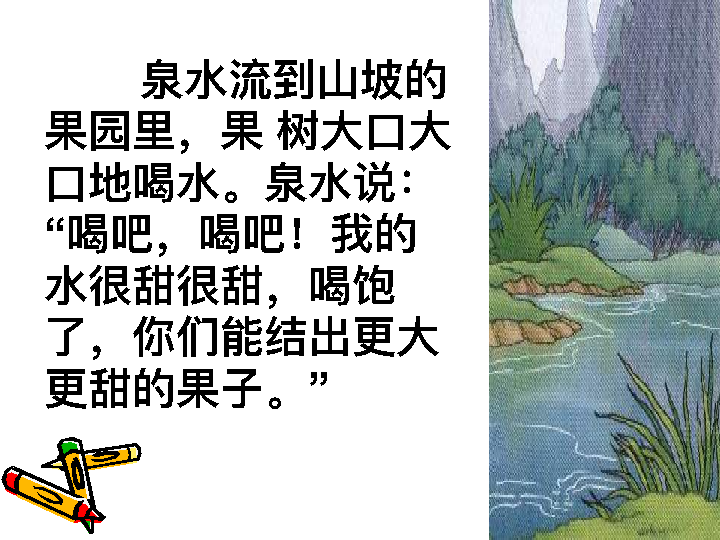 泉水流到山坡的
果园里，果 树大口大
口地喝水。泉水说：
“喝吧，喝吧！我的
水很甜很甜，喝饱
了，你们能结出更大
更甜的果子。”